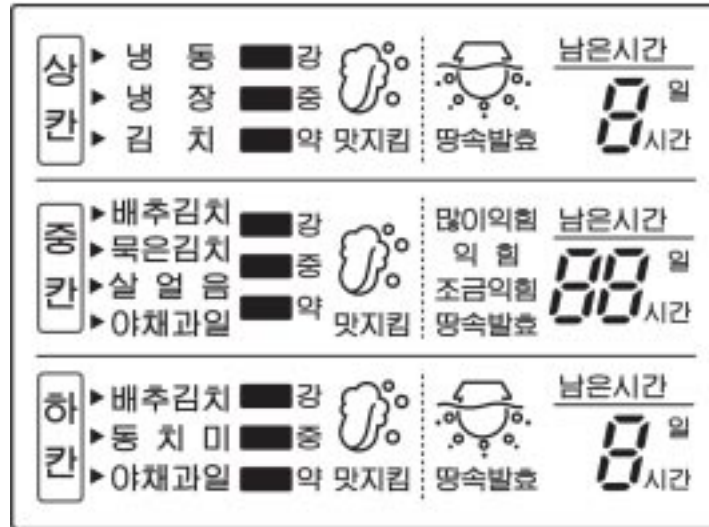 상칸
▶ 냉 동 강
▶ 냉 장 중
▶ 김 치 약
맛지킴
땅속발효
남은시간
8 일
시간
중칸
▶배추김치 강
▶묵은김치 중
▶살 얼 음 약
▶야채과일
맛지킴
많이익힘
익 힘
조금익힘
땅속발효
남은시간
88 일
시간
하칸
▶배추김치 강
▶동 치 미 중
▶야채과일 약
맛지킴
땅속발효
남은시간
8 일
시간